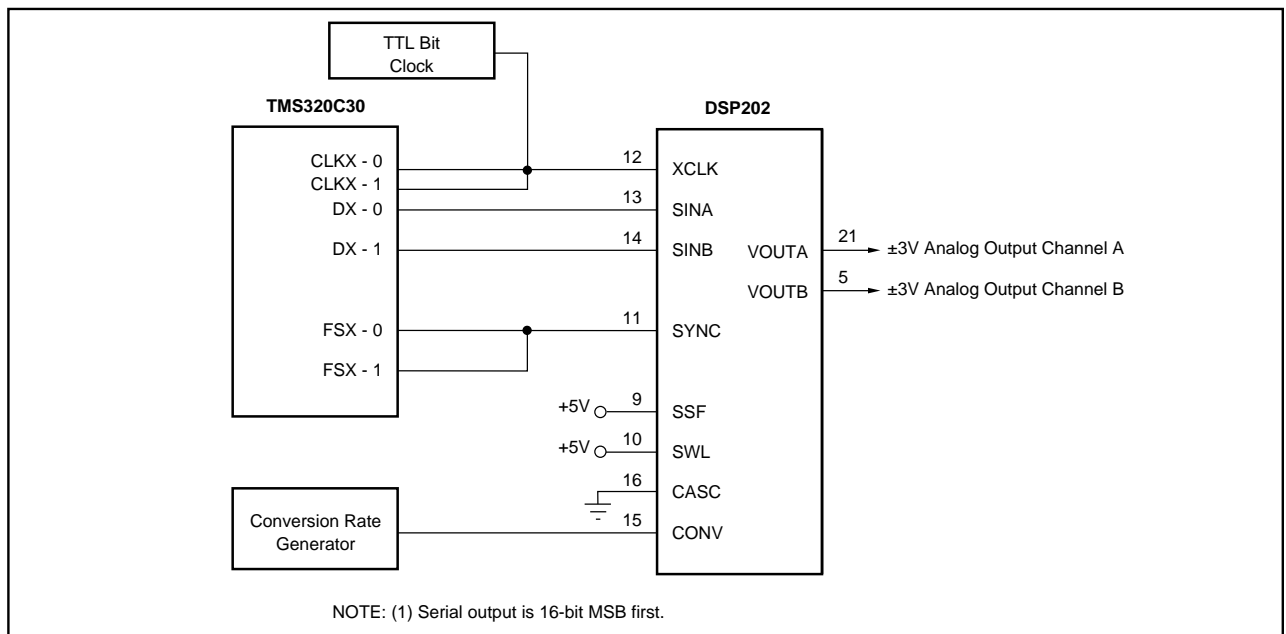 TTL Bit
Clock
TMS320C30
DSP202
CLKX - 0
CLKX - 1
DX - 0
DX - 1
FSX - 0
FSX - 1
12
13
14
11
9
10
16
15
+5V
+5V
XCLK
SINA
SINB
SYNC
SSF
SWL
CASC
CONV
VOUTA
VOUTB
21
5
±3V Analog Output Channel A
±3V Analog Output Channel B
Conversion Rate
Generator
NOTE: (1) Serial output is 16-bit MSB first.